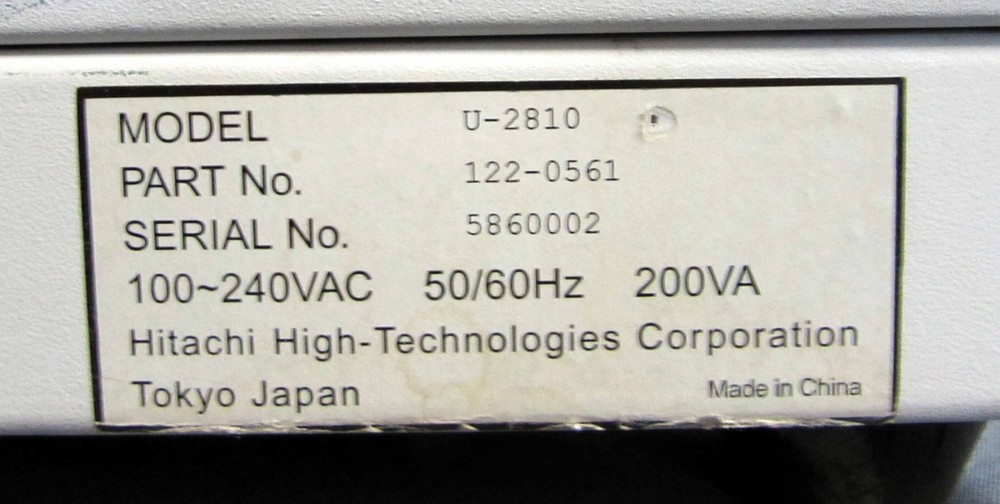 MODEL U-2810
PART No. 122-0561
SERIAL No. 5860002
100~240VAC 50/60Hz 200VA
Hitachi High-Technologies Corporation
Tokyo Japan Made in China